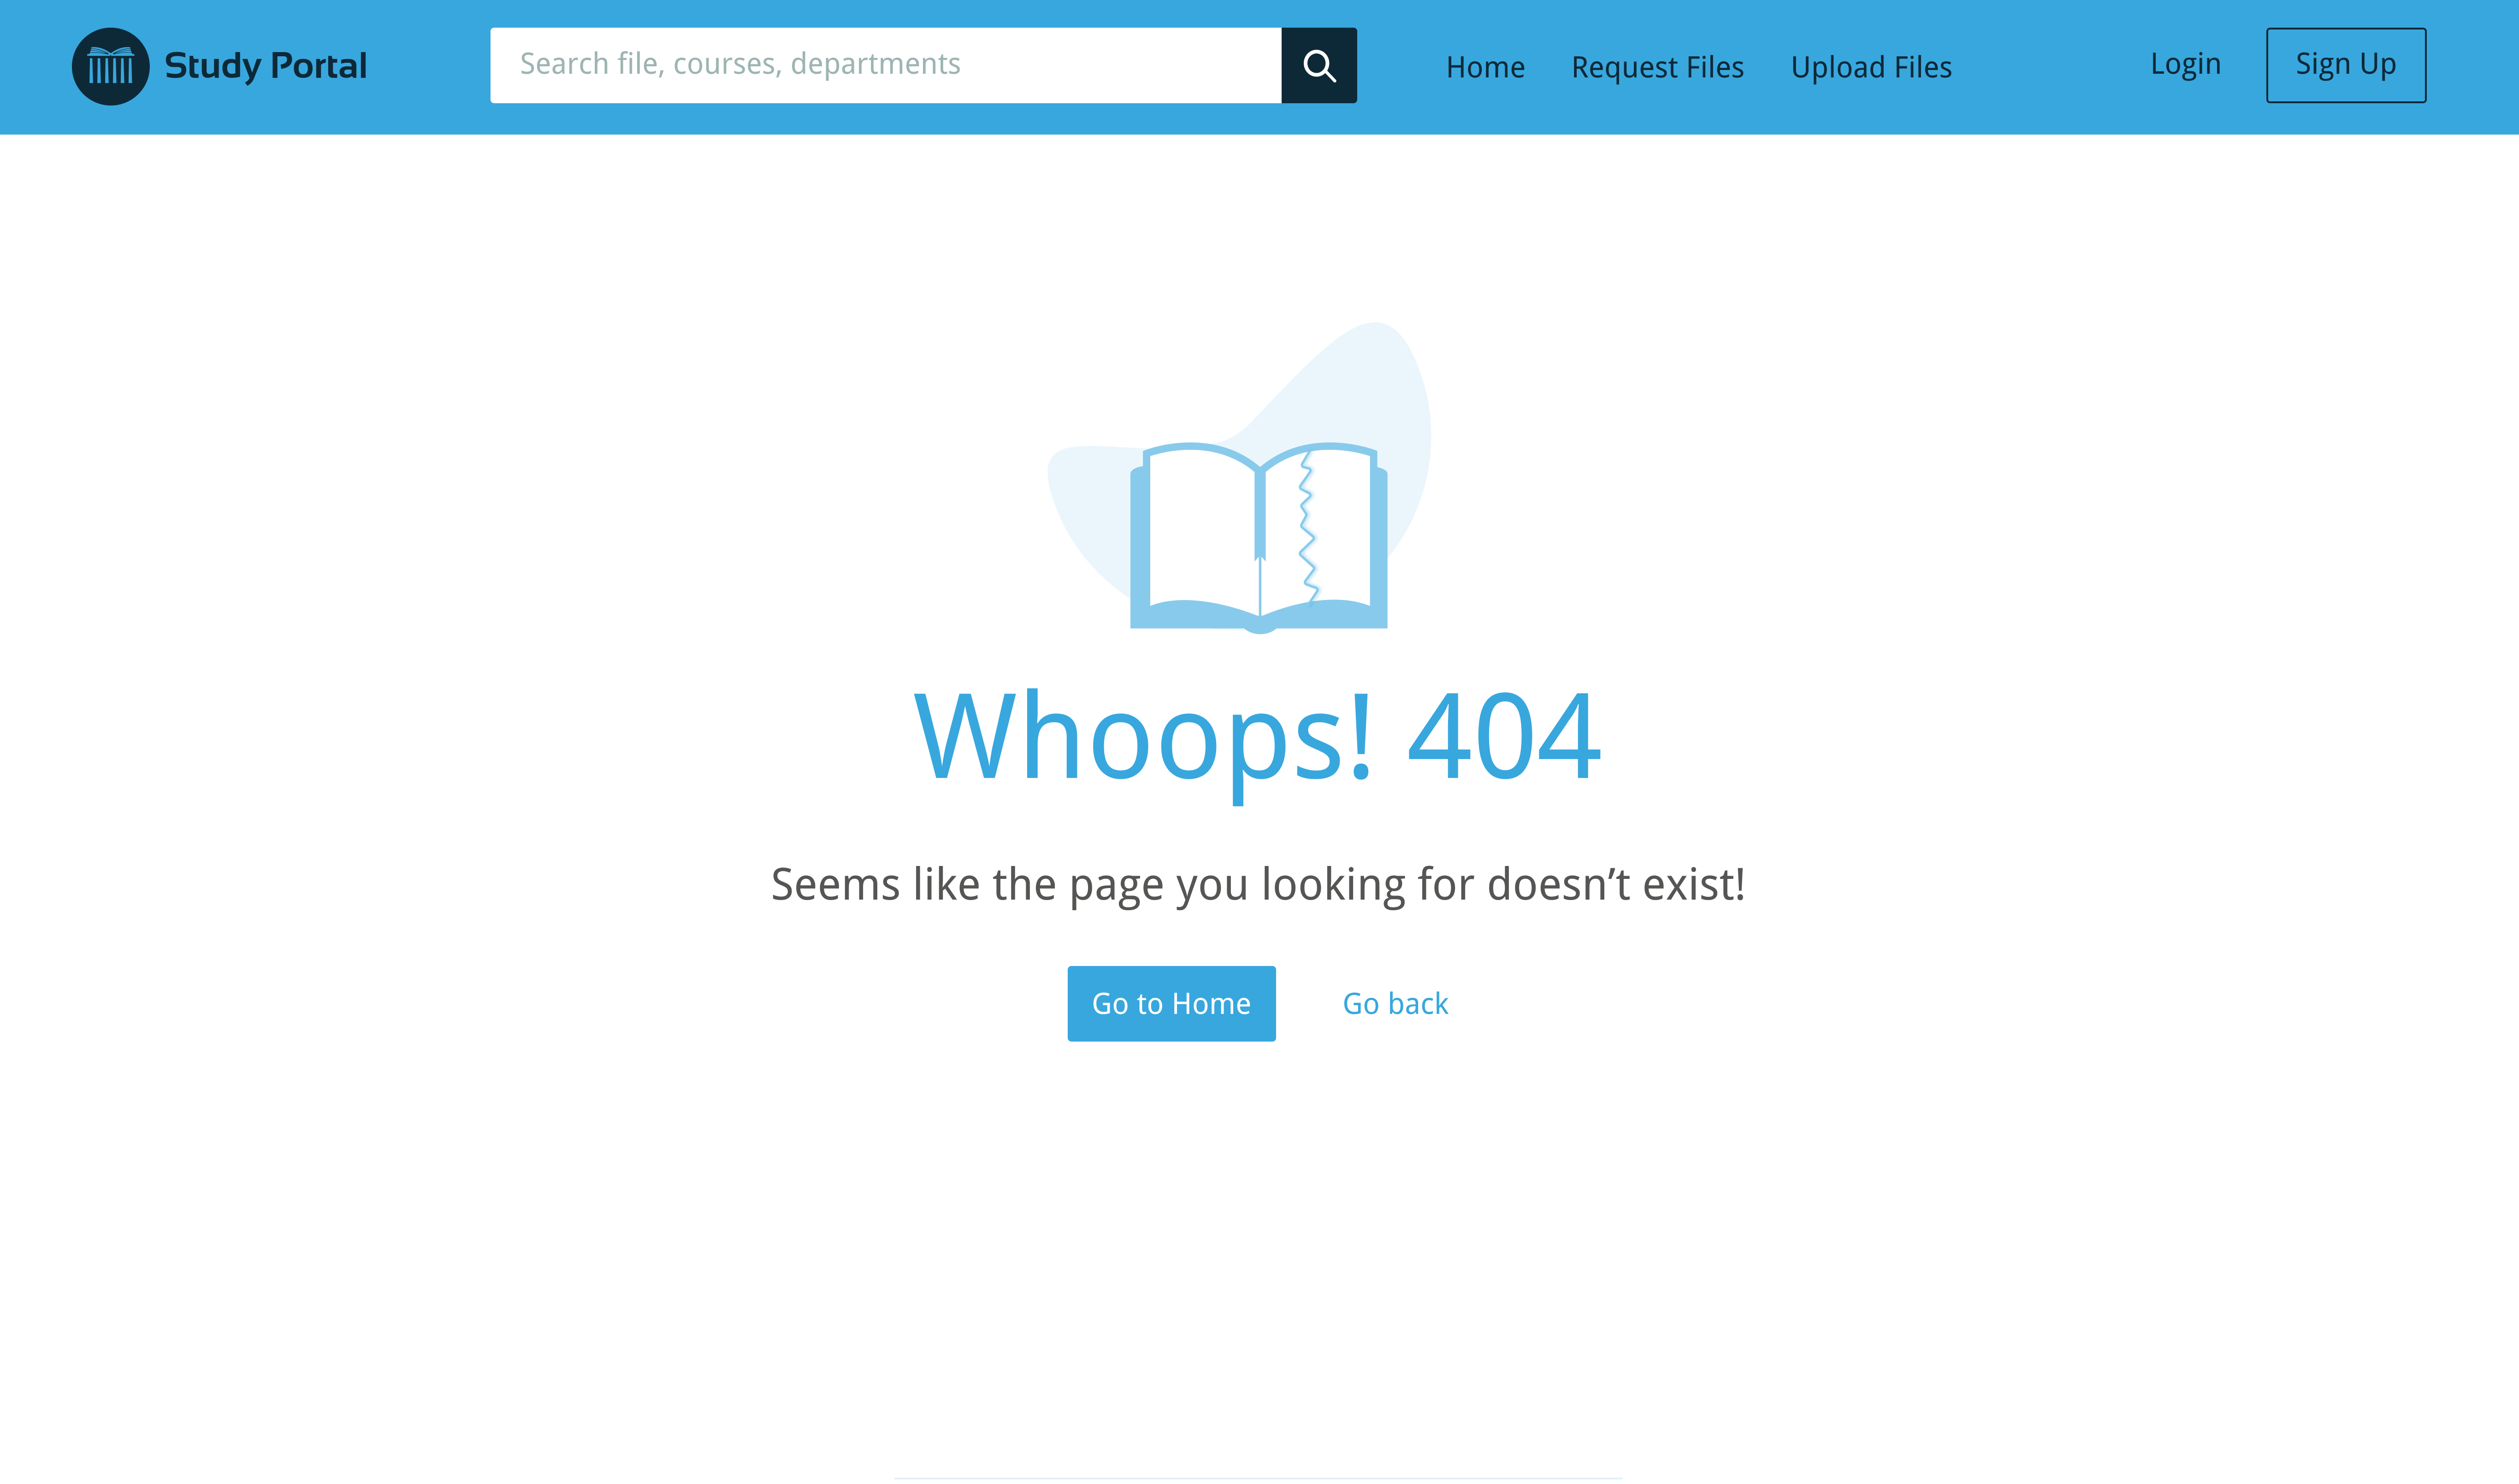 Study Portal
Search file, courses, departments
Home
Request Files
Upload Files
Login
Sign Up
Whoops! 404
Seems like the page you looking for doesn’t exist!
Go to Home
Go back